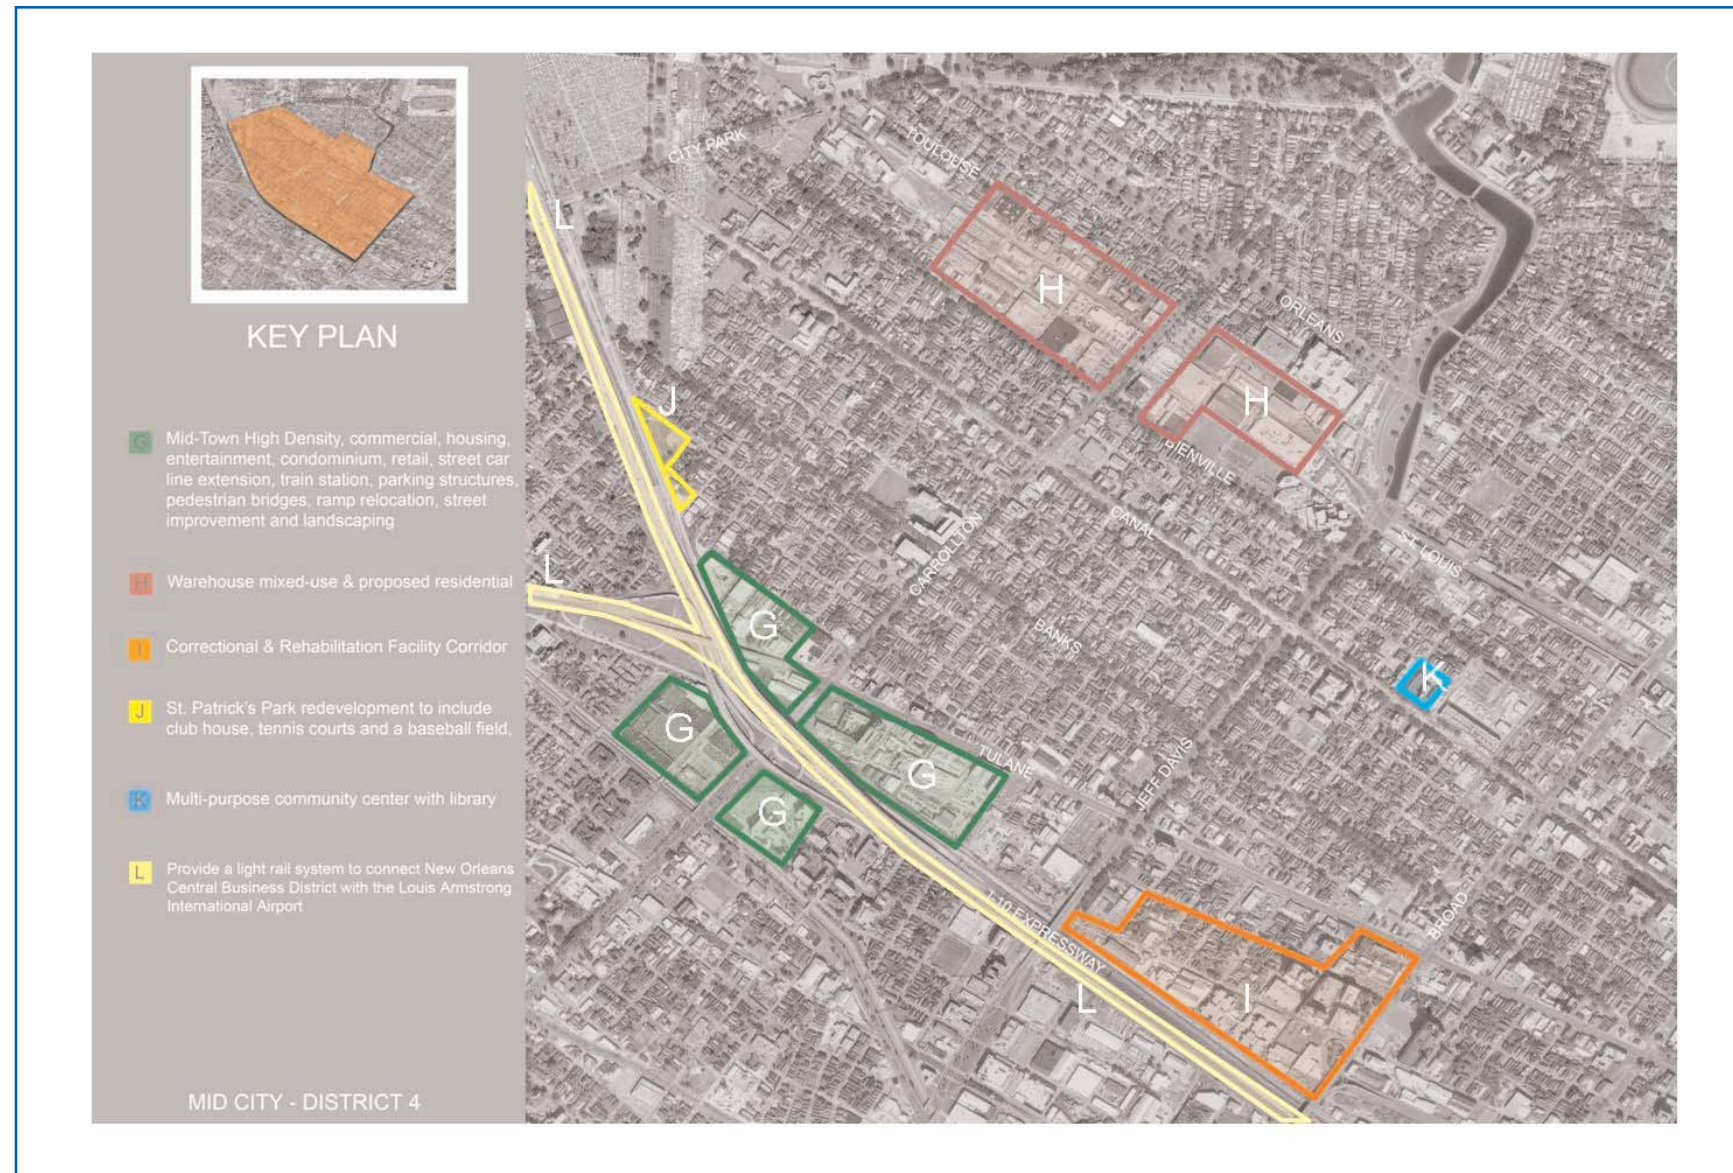 KEY PLAN
G
Mid-Town High Density, commercial, housing,
entertainment, condominium, retail, street car
line extension, train station, parking structures,
pedestrian bridges, ramp relocation, street
improvement and landscaping
H
Warehouse mixed-use & proposed residential
I
Correctional & Rehabilitation Facility Corridor
J
St. Patrick's Park redevelopment to include
club house, tennis courts and a baseball field,
K
Multi-purpose community center with library
L
Provide a light rail system to connect New Orleans
Central Business District with the Louis Armstrong
International Airport
MID CITY - DISTRICT 4
CITY PARK
TOULOUSE
L
H
ORLEANS
H
J
BIENVILLE
CANAL
ST. LOUIS
CARROLLTON
L
G
BANKS
K
G
G
TULANE
JEFF DAVIS
G
I-10 EXPRESSWAY
BROAD
L
I